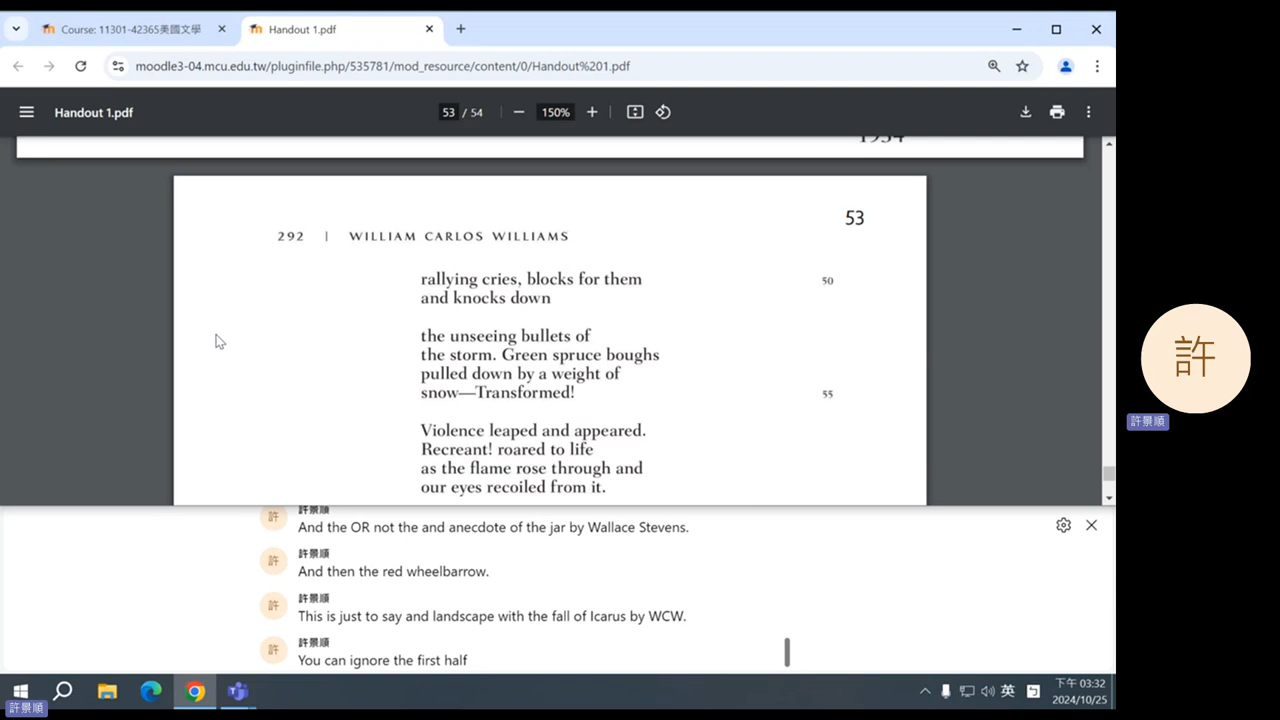 Course: 11301-42365美國文學
Handout 1.pdf
moodle3-04.mcu.edu.tw/pluginfile.php/535781/mod_resource/content/0/Handout%201.pdf
Handout 1.pdf
53 / 54
150%
1954
53
292 | WILLIAM CARLOS WILLIAMS
rallying cries, blocks for them
50
and knocks down
the unseeing bullets of
the storm. Green spruce boughs
pulled down by a weight of
snow—Transformed!
55
Violence leaped and appeared.
Recreant! roared to life
as the flame rose through and
our eyes recoiled from it.
許
許景順
許
許景順
And the OR not the and anecdote of the jar by Wallace Stevens.
許
許景順
And then the red wheelbarrow.
許
許景順
This is just to say and landscape with the fall of Icarus by WCW.
許
許景順
You can ignore the first half
英
ㄅ
下午 03:32
2024/10/25
許景順